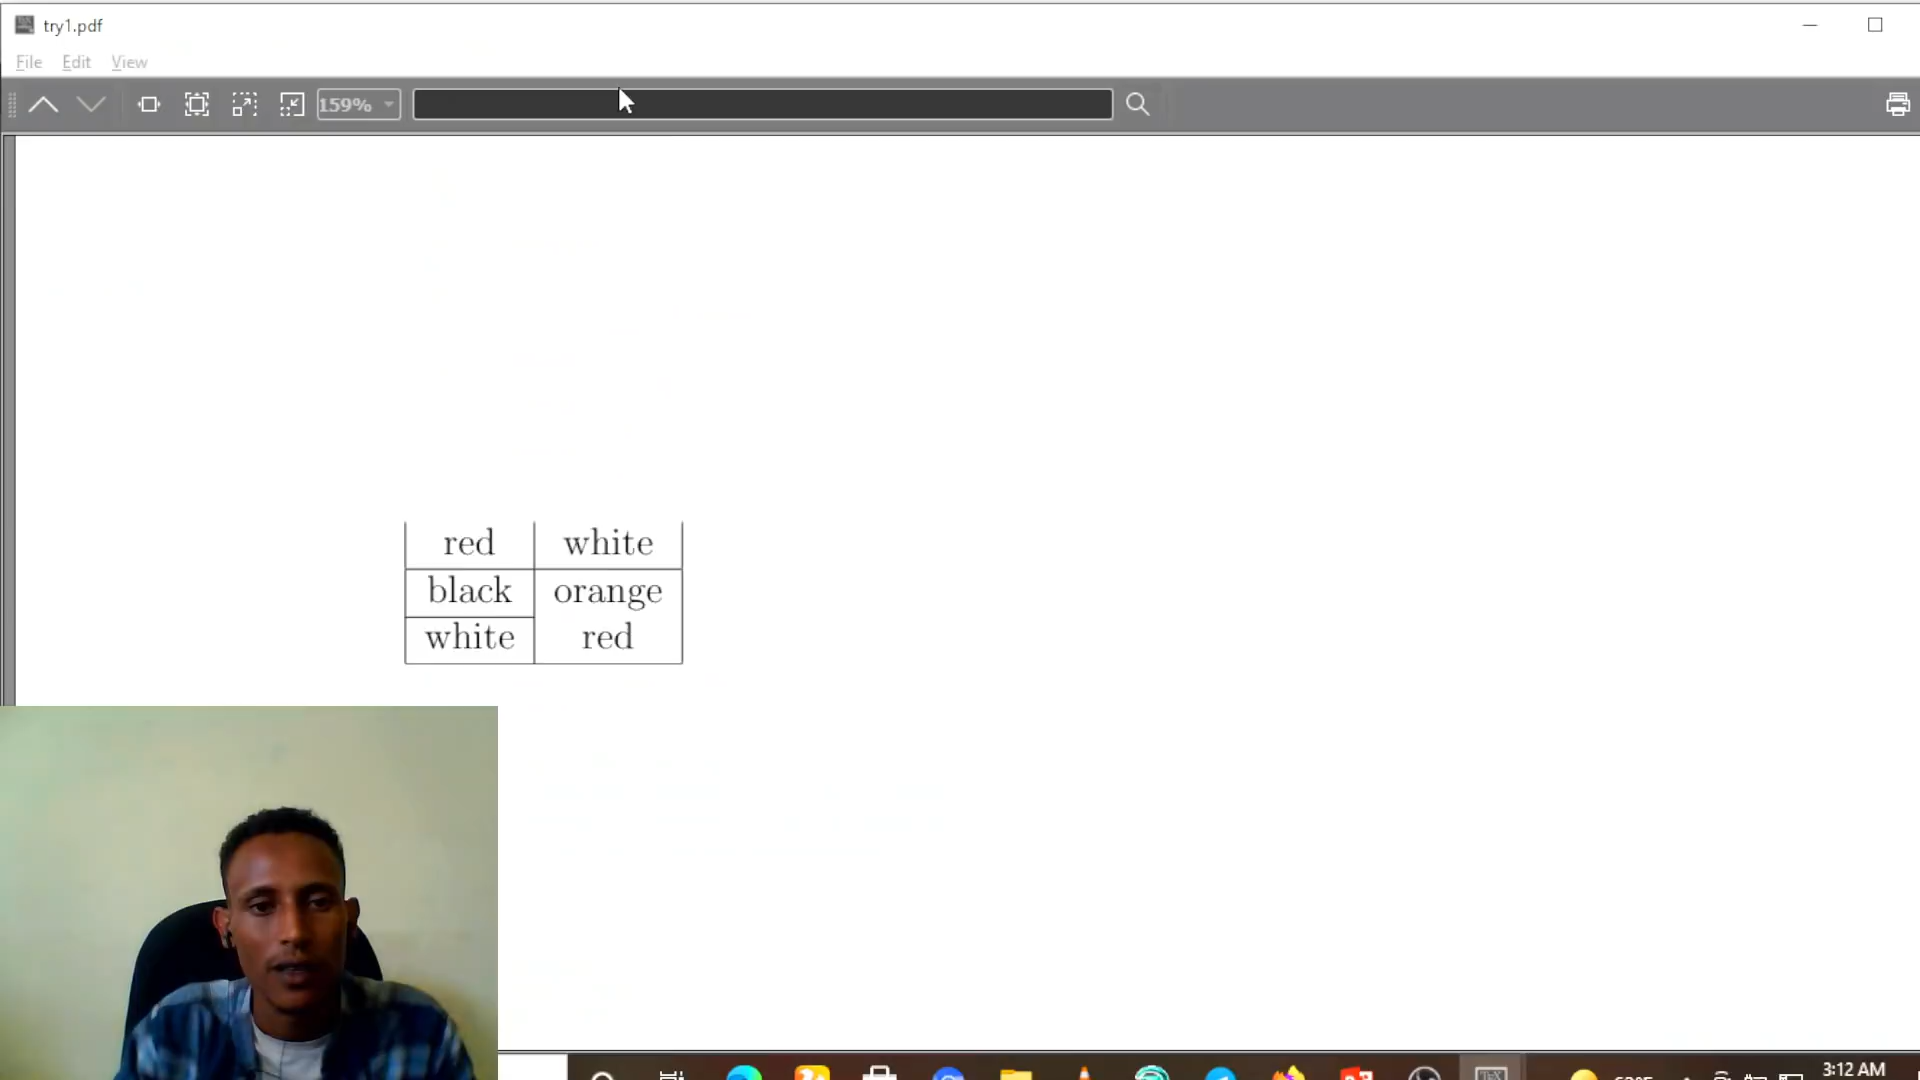 try1.pdf
File Edit View
159%
red white
black orange
white red
3:12 AM